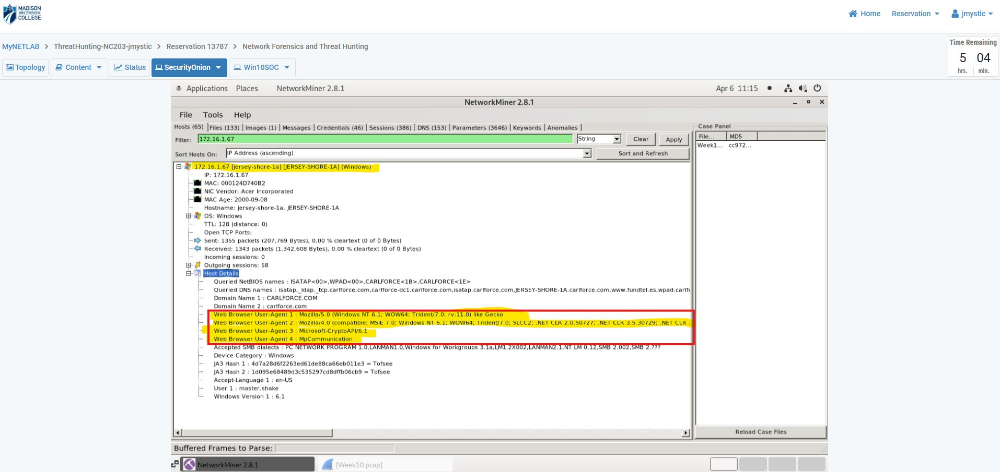 MADISON
AREA | TECHNICAL
COLLEGE
Home
Reservation
jmystic
MyNETLAB > ThreatHunting-NC203-jmystic > Reservation 13787 > Network Forensics and Threat Hunting
Time Remaining
5 04
hrs. min.
Topology
Content
Status
SecurityOnion
Win10SOC
Applications Places NetworkMiner 2.8.1
Apr 6 11:15
NetworkMiner 2.8.1
File Tools Help
Hosts (65) Files (133) Images (1) Messages Credentials (46) Sessions (386) DNS (153) Parameters (3646) Keywords Anomalies
Filter: 172.16.1.67 String Clear Apply
Sort Hosts On: IP Address (ascending) Sort and Refresh
172.16.1.67 [jersey-shore-1a] [JERSEY-SHORE-1A] (Windows)
IP: 172.16.1.67
MAC: 000124D740B2
NIC Vendor: Acer Incorporated
MAC Age: 2000-09-08
Hostname: jersey-shore-1a, JERSEY-SHORE-1A
OS: Windows
TTL: 128 (distance: 0)
Open TCP Ports:
Sent: 1355 packets (207,769 Bytes), 0.00 % cleartext (0 of 0 Bytes)
Received: 1343 packets (1,342,608 Bytes), 0.00 % cleartext (0 of 0 Bytes)
Incoming sessions: 0
Outgoing sessions: 58
Host Details
Queried NetBIOS names : ISATAP<00>,WPAD<00>,CARLFORCE<1B>,CARLFORCE<1E>
Queried DNS names : isatap,_ldap._tcp.carlforce.com,carlforce-dc1.carlforce.com,isatap.carlforce.com,JERSEY-SHORE-1A.carlforce.com,www.fundtel.es,wpad.carlf
Domain Name 1 : CARLFORCE.COM
Domain Name 2 : carlforce.com
Web Browser User-Agent 1 : Mozilla/5.0 (Windows NT 6.1; WOW64; Trident/7.0; rv:11.0) like Gecko
Web Browser User-Agent 2 : Mozilla/4.0 (compatible; MSIE 7.0; Windows NT 6.1; WOW64; Trident/7.0; SLCC2; .NET CLR 2.0.50727; .NET CLR 3.5.30729; .NET CLR 3
Web Browser User-Agent 3 : Microsoft-CryptoAPI/6.1
Web Browser User-Agent 4 : MpCommunication
Accepted SMB dialects : PC NETWORK PROGRAM 1.0,LANMAN1.0,Windows for Workgroups 3.1a,LM1.2X002,LANMAN2.1,NT LM 0.12,SMB 2.002,SMB 2.???
Device Category : Windows
JA3 Hash 1 : 4d7a28d6f2263ed61de88ca66eb011e3 = Tofsee
JA3 Hash 2 : 1d095e68489d3c535297cd8dffb06cb9 = Tofsee
Accept-Language 1 : en-US
User 1 : master.shake
Windows Version 1 : 6.1
Case Panel
File... MD5
Week1... cc972...
Reload Case Files
Buffered Frames to Parse:
NetworkMiner 2.8.1
[Week10.pcap]